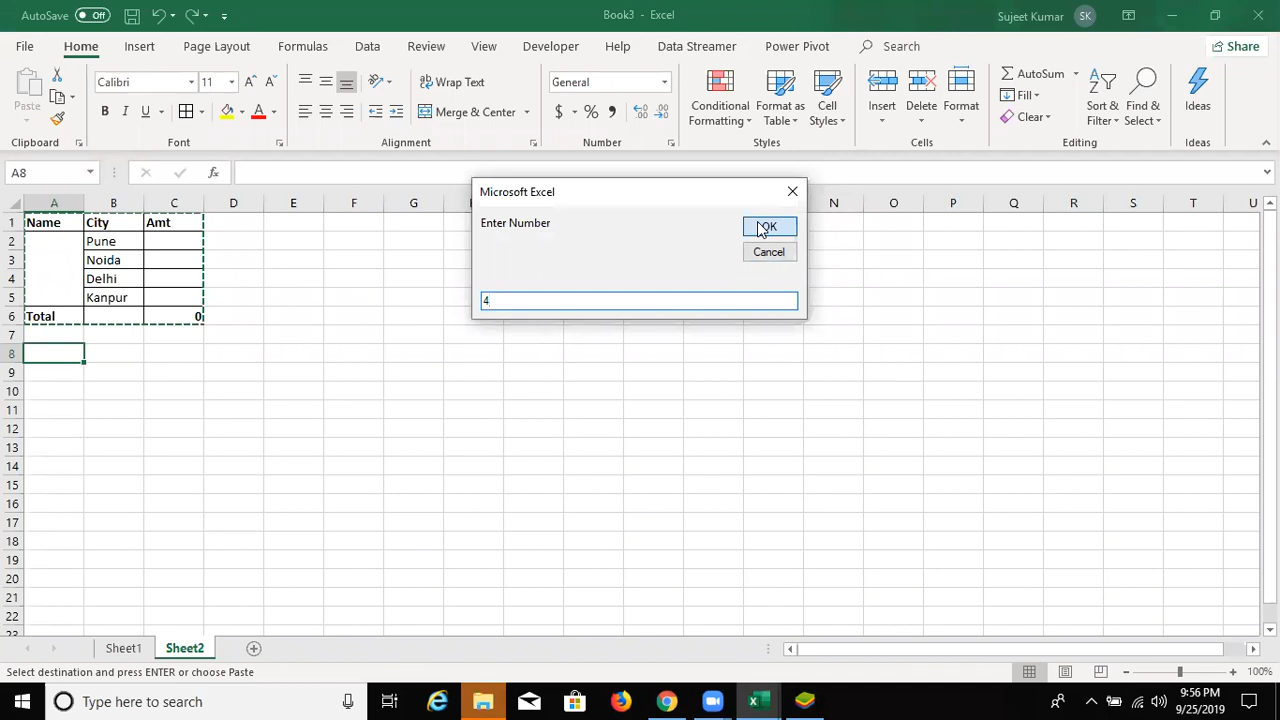 AutoSave Off Book3 - Excel Sujeet Kumar SK
File Home Insert Page Layout Formulas Data Review View Developer Help Data Streamer Power Pivot Search Share
Paste Calibri 11 Wrap Text General Conditional Formatting Format as Table Cell Styles Insert Delete Format AutoSum Fill Clear Sort & Filter Find & Select Ideas
B I U A Merge & Center $ % 
Clipboard Font Alignment Number Styles Cells Editing Ideas
A8 fx
A B C D E F G N O P Q R S T U
1 Name City Amt
2 Pune
3 Noida
4 Delhi
5 Kanpur
6 Total 0
7
8
9
10
11
12
13
14
15
16
17
18
19
20
21
22
23
Microsoft Excel
Enter Number
OK
Cancel
4
Sheet1 Sheet2
Select destination and press ENTER or choose Paste 100%
Type here to search
9:56 PM
9/25/2019